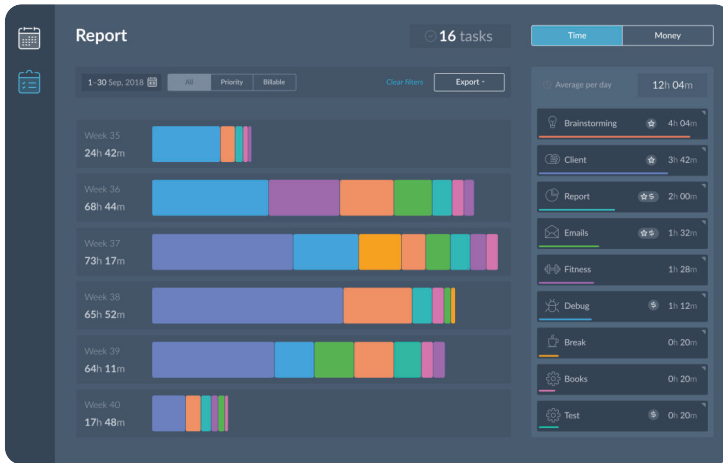 Report
16 tasks
Time
Money
1–30 Sep, 2018
All
Priority
Billable
Clear filters
Export
Average per day
12h 04m
Week 35
24h 42m
Week 36
68h 44m
Week 37
73h 17m
Week 38
65h 52m
Week 39
64h 11m
Week 40
17h 48m
Brainstorming 4h 04m
Client 3h 42m
Report $ 2h 00m
Emails $ 1h 32m
Fitness 1h 28m
Debug $ 1h 12m
Break 0h 20m
Books 0h 20m
Test $ 0h 20m